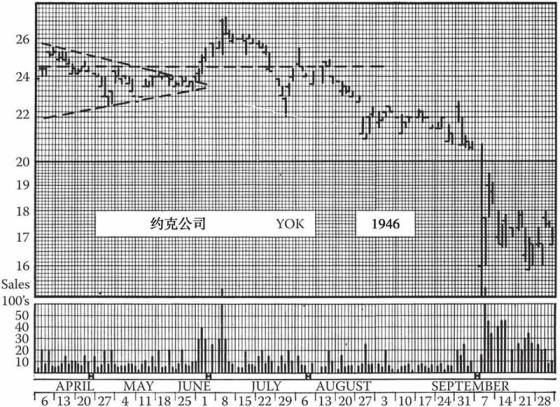 26
24
22
20
19
18
约克公司 YOK 1946
17
16
Sales
100's
60
50
40
30
20
10
APRIL MAY JUNE JULY AUGUST SEPTEMBER
6 13 20 27 4 11 18 25 1 8 15 22 29 6 13 20 27 3 10 17 24 31 7 14 21 28